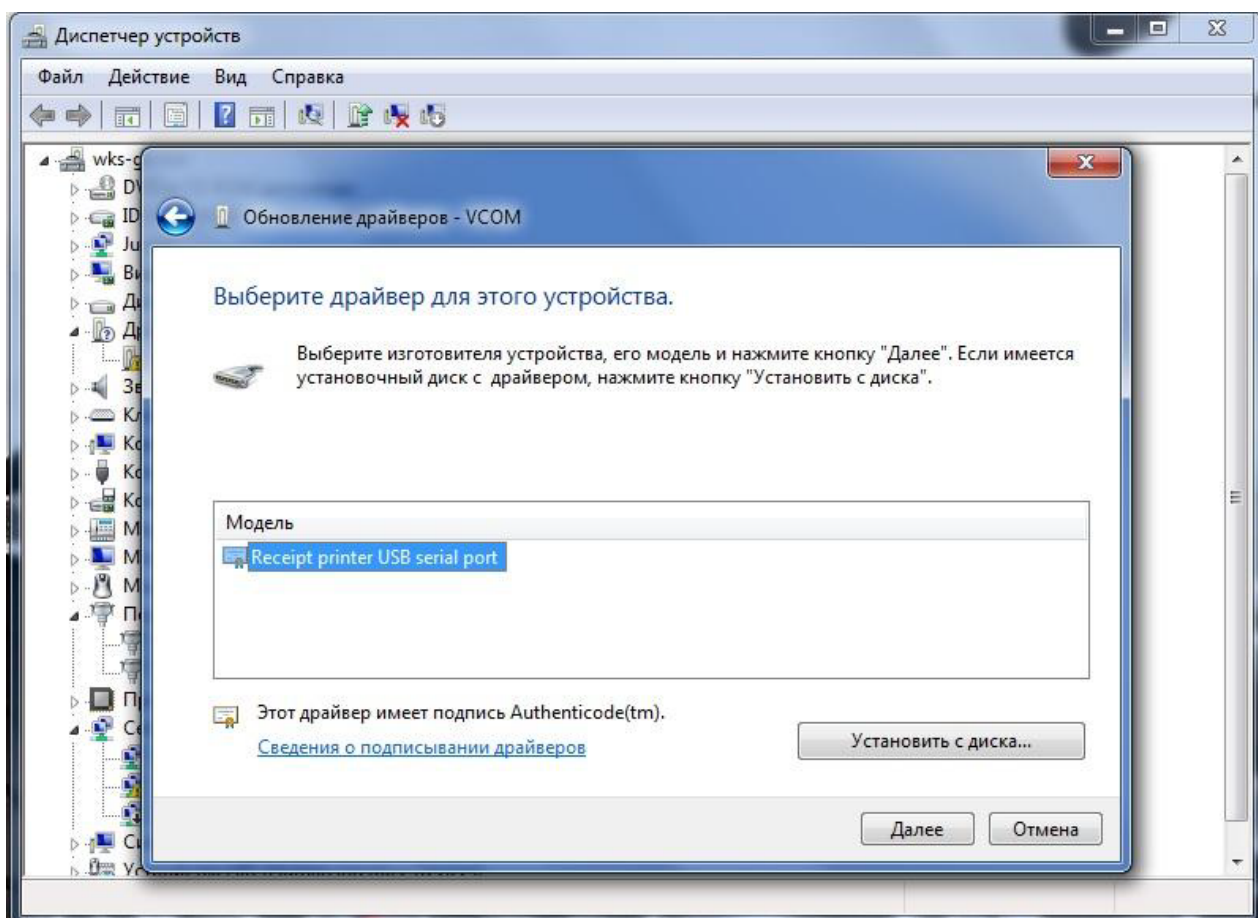 Диспетчер устройств
Файл Действие Вид Справка
Обновление драйверов - VCOM
Выберите драйвер для этого устройства.
Выберите изготовителя устройства, его модель и нажмите кнопку "Далее". Если имеется
установочный диск с драйвером, нажмите кнопку "Установить с диска".
Модель
Receipt printer USB serial port
Этот драйвер имеет подпись Authenticode(tm).
Сведения о подписывании драйверов
Установить с диска...
Далее Отмена